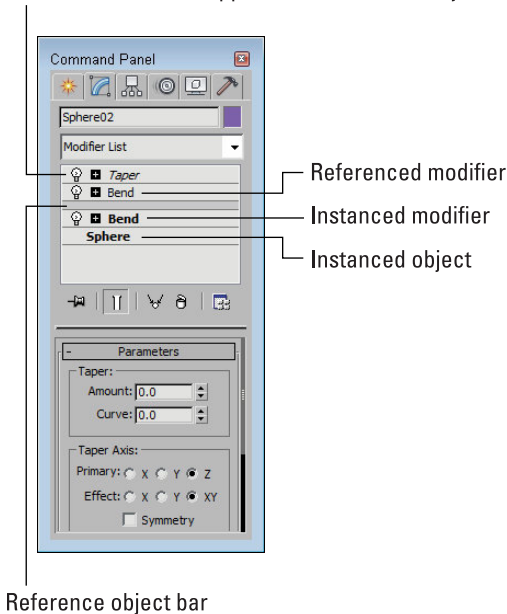 Command Panel
Sphere02
Modifier List
Taper
Bend
Bend
Sphere
Referenced modifier
Instanced modifier
Instanced object
- Parameters
Taper:
Amount: 0.0
Curve: 0.0
Taper Axis:
Primary: X Y Z
Effect: X Y XY
Symmetry
Reference object bar